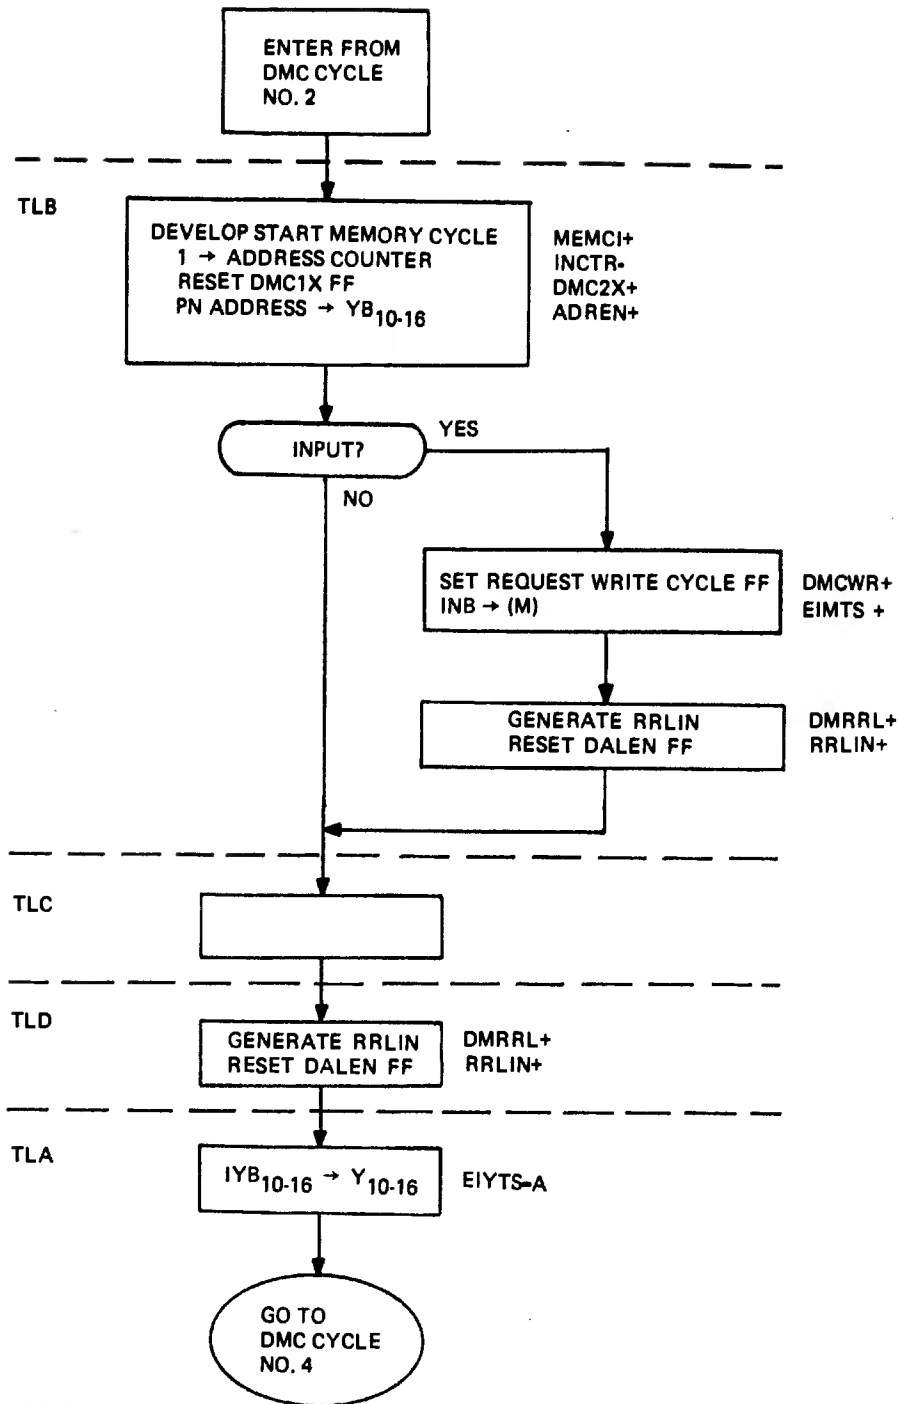 ENTER FROM
DMC CYCLE
NO. 2
TLB
DEVELOP START MEMORY CYCLE
1 → ADDRESS COUNTER
RESET DMC1X FF
PN ADDRESS → YB10-16
MEMCI+
INCTR-
DMC2X+
ADREN+
INPUT?
YES
NO
SET REQUEST WRITE CYCLE FF
INB → (M)
DMCWR+
EIMTS +
GENERATE RRLIN
RESET DALEN FF
DMRRL+
RRLIN+
TLC
TLD
GENERATE RRLIN
RESET DALEN FF
DMRRL+
RRLIN+
TLA
IYB10-16 → Y10-16
EIYTS-A
GO TO
DMC CYCLE
NO. 4